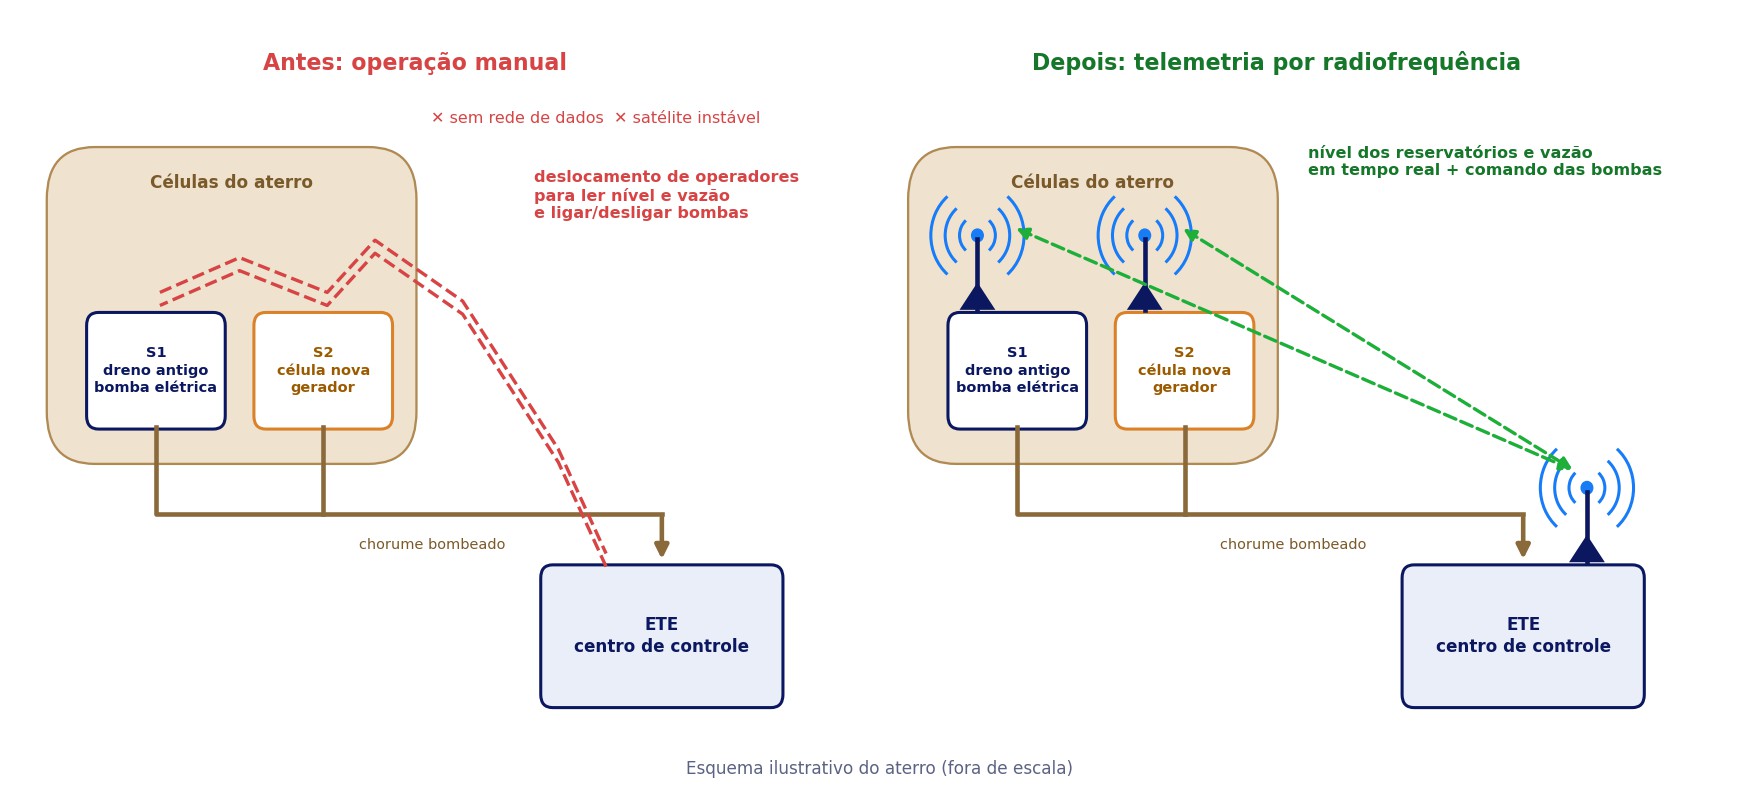 Antes: operação manual
✕ sem rede de dados  ✕ satélite instável
deslocamento de operadores
para ler nível e vazão
e ligar/desligar bombas
Células do aterro
S1
dreno antigo
bomba elétrica
S2
célula nova
gerador
chorume bombeado
ETE
centro de controle
Depois: telemetria por radiofrequência
nível dos reservatórios e vazão
em tempo real + comando das bombas
Células do aterro
S1
dreno antigo
bomba elétrica
S2
célula nova
gerador
chorume bombeado
ETE
centro de controle
Esquema ilustrativo do aterro (fora de escala)